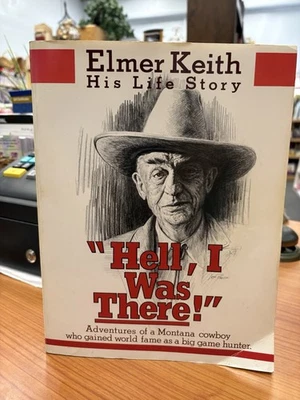 Elmer Keith
His Life Story
"Hell, I
Was
There!"
Adventures of a Montana cowboy
who gained world fame as a big game hunter.